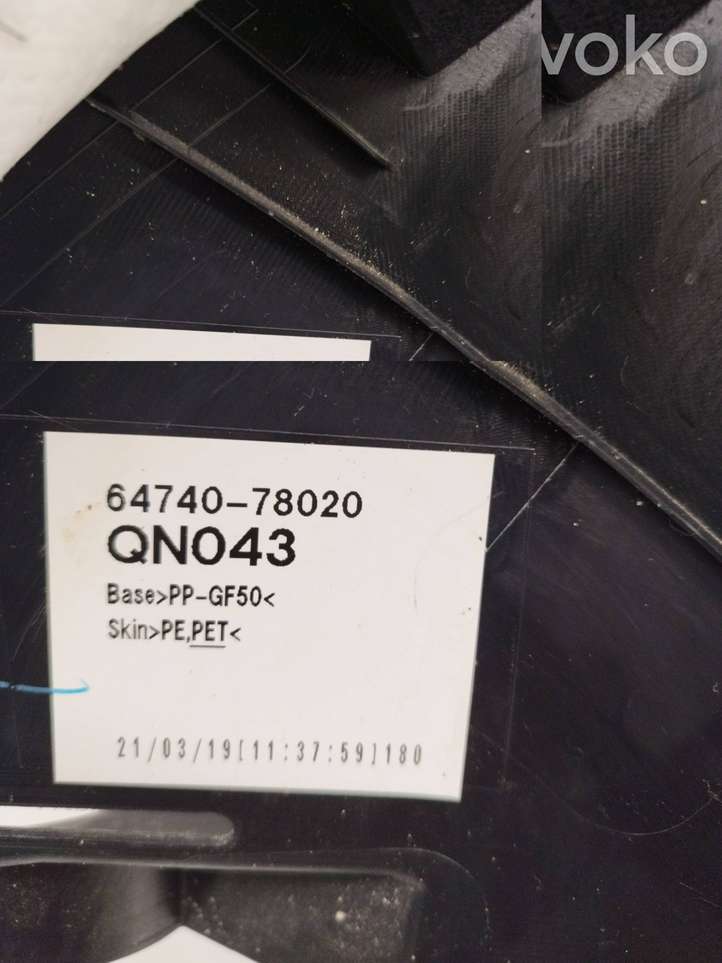 voko
64740-78020
QN043
Base>PP-GF50<
Skin>PE,PET<
21/03/19[11:37:59]180